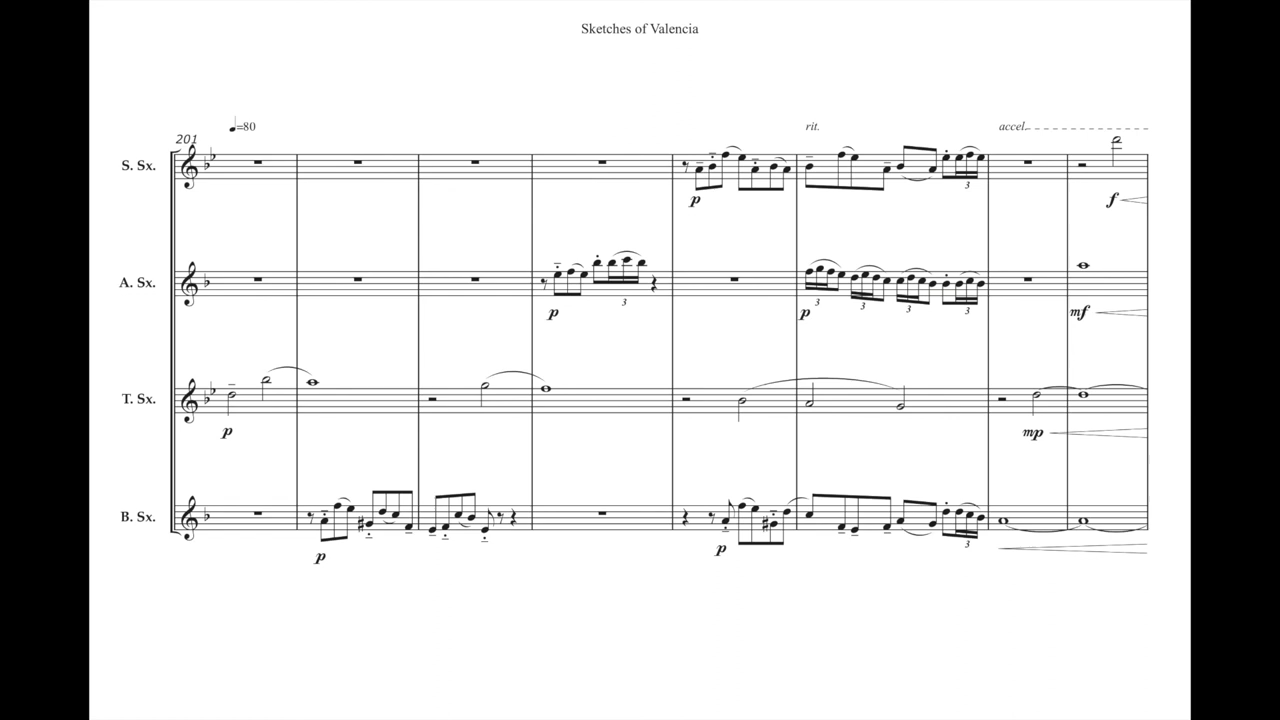 Sketches of Valencia
=80
rit.
accel.
201
S. Sx.
3
p
f
A. Sx.
3
3
3
3
3
p
p
mf
T. Sx.
p
mp
B. Sx.
3
p
p